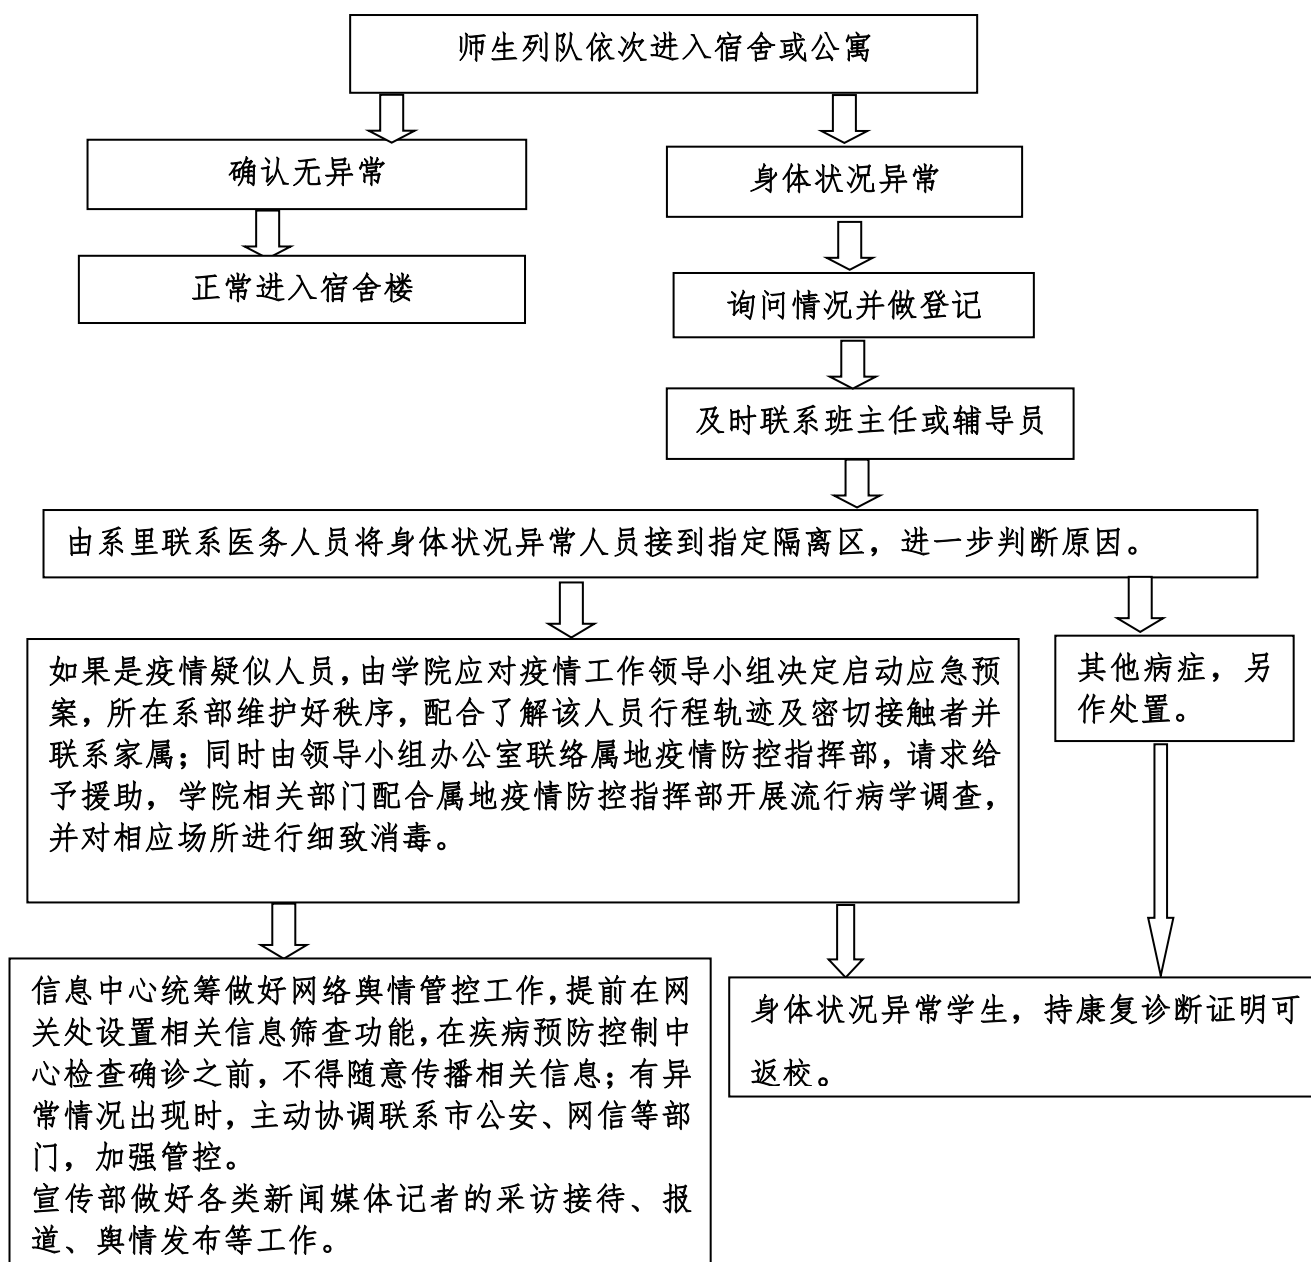 师生列队依次进入宿舍或公寓
确认无异常
身体状况异常
正常进入宿舍楼
询问情况并做登记
及时联系班主任或辅导员
由系里联系医务人员将身体状况异常人员接到指定隔离区，进一步判断原因。
如果是疫情疑似人员，由学院应对疫情工作领导小组决定启动应急预
案，所在系部维护好秩序，配合了解该人员行程轨迹及密切接触者并
联系家属；同时由领导小组办公室联络属地疫情防控指挥部，请求给
予援助，学院相关部门配合属地疫情防控指挥部开展流行病学调查，
并对相应场所进行细致消毒。
其他病症，另
作处置。
信息中心统筹做好网络舆情管控工作，提前在网
关处设置相关信息筛查功能，在疾病预防控制中
心检查确诊之前，不得随意传播相关信息；有异
常情况出现时，主动协调联系市公安、网信等部
门，加强管控。
宣传部做好各类新闻媒体记者的采访接待、报
道、舆情发布等工作。
身体状况异常学生，持康复诊断证明可
返校。